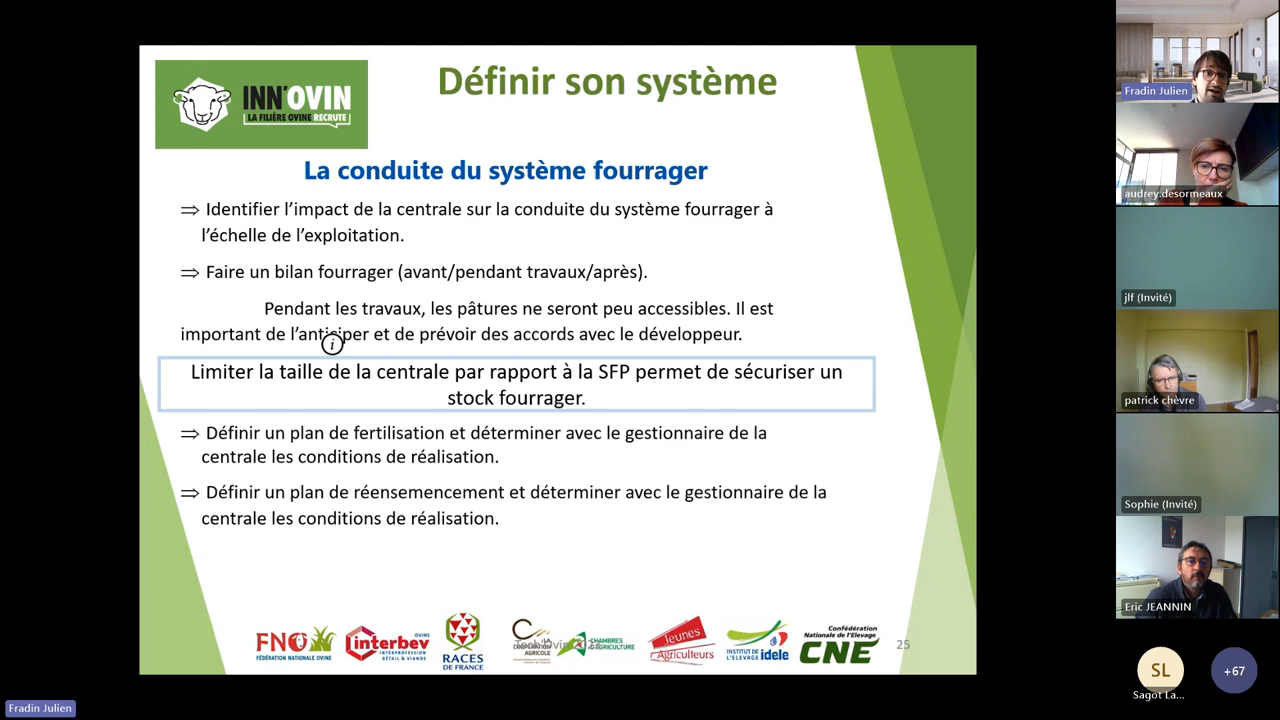 Définir son système
INN'OVIN
LA FILIÈRE OVINE RECRUTE
La conduite du système fourrager
⇒ Identifier l'impact de la centrale sur la conduite du système fourrager à
l'échelle de l'exploitation.
⇒ Faire un bilan fourrager (avant/pendant travaux/après).
Pendant les travaux, les pâtures ne seront peu accessibles. Il est
important de l'anticiper et de prévoir des accords avec le développeur.
Limiter la taille de la centrale par rapport à la SFP permet de sécuriser un
stock fourrager.
⇒ Définir un plan de fertilisation et déterminer avec le gestionnaire de la
centrale les conditions de réalisation.
⇒ Définir un plan de réensemencement et déterminer avec le gestionnaire de la
centrale les conditions de réalisation.
FNO
FÉDÉRATION NATIONALE OVINE
interbev
OVINS
INTERPROFESSION
BÉTAIL & VIANDE
RACES
DE FRANCE
LA
COOPÉRATION
AGRICOLE
CHAMBRES
D'AGRICULTURE
Jeunes
Agriculteurs
INSTITUT DE
L'ELEVAGE idele
Confédération
Nationale de l'Elevage
CNE
25
Fradin Julien
audrey.desormeaux
jlf (Invité)
patrick chèvre
Sophie (Invité)
Eric JEANNIN
SL
Sagot La...
+67
Fradin Julien